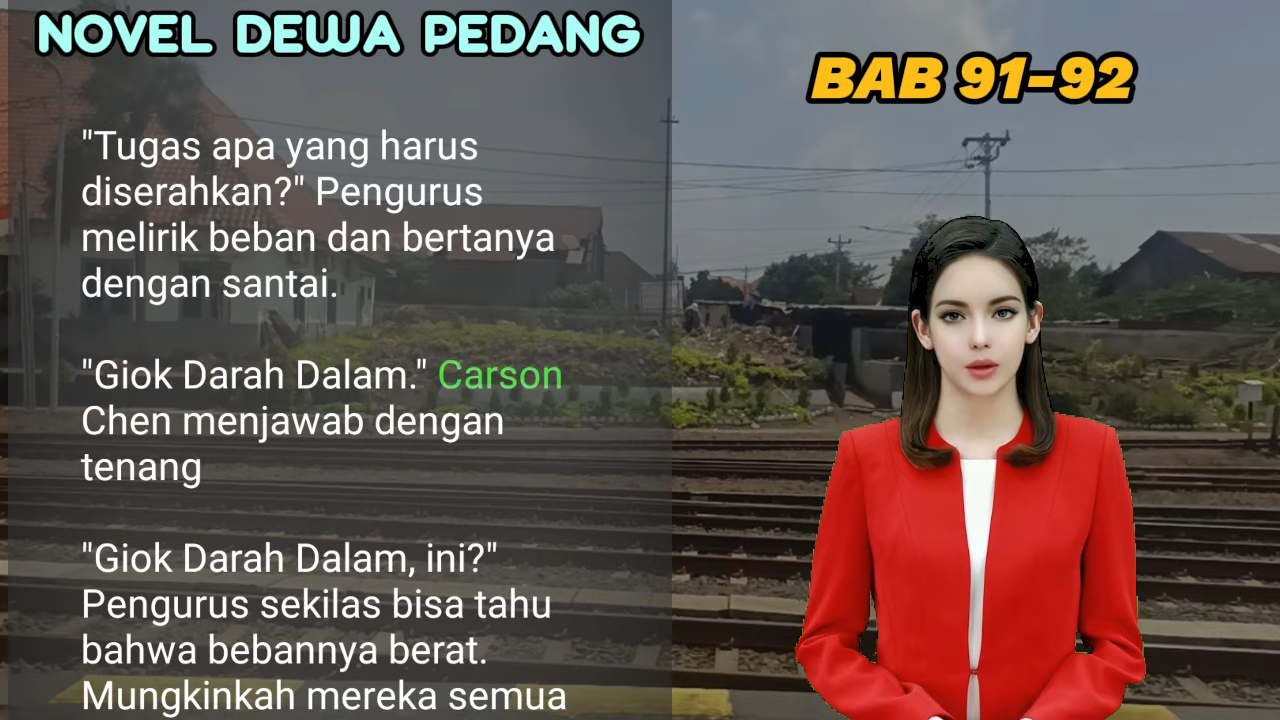 NOVEL DEWA PEDANG
BAB 91-92
"Tugas apa yang harus
diserahkan?" Pengurus
melirik beban dan bertanya
dengan santai.
"Giok Darah Dalam." Carson
Chen menjawab dengan
tenang
"Giok Darah Dalam, ini?"
Pengurus sekilas bisa tahu
bahwa bebannya berat.
Mungkinkah mereka semua